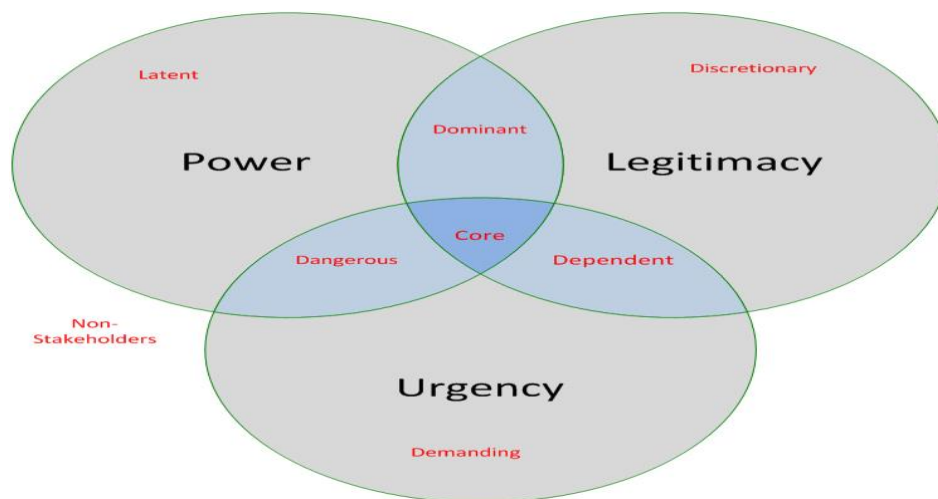 Latent
Discretionary
Dominant
Power
Legitimacy
Core
Dangerous
Dependent
Non-
Stakeholders
Urgency
Demanding